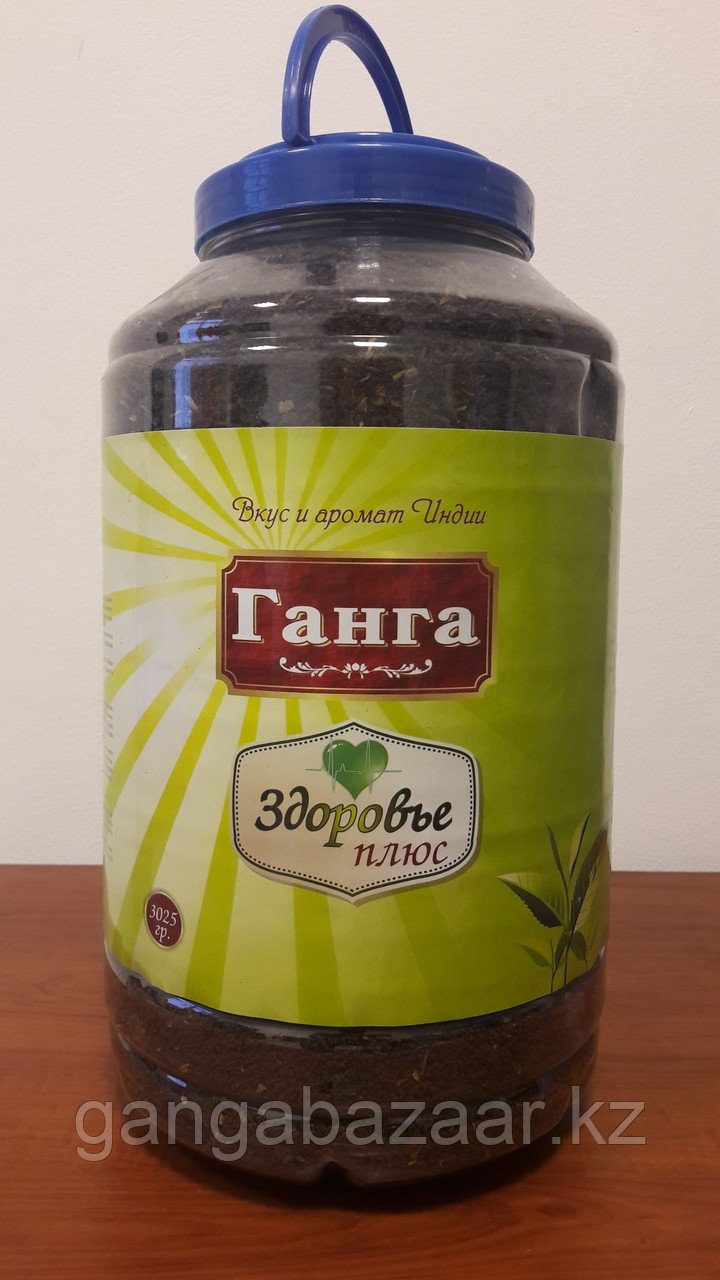 Вкус и аромат Индии
Ганга
Здоровье
плюс
3025
гр.
gangabazaar.kz